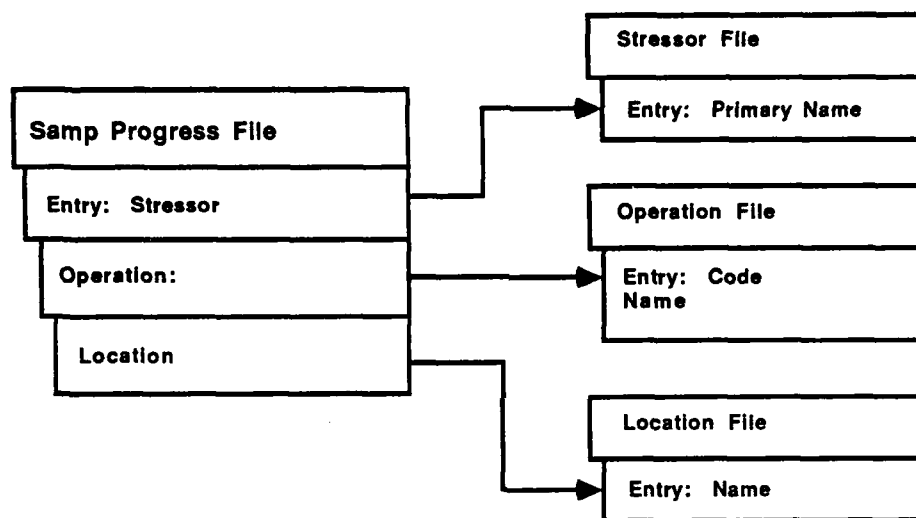 Samp Progress File
Entry: Stressor
Operation:
Location
Stressor File
Entry: Primary Name
Operation File
Entry: Code
Name
Location File
Entry: Name